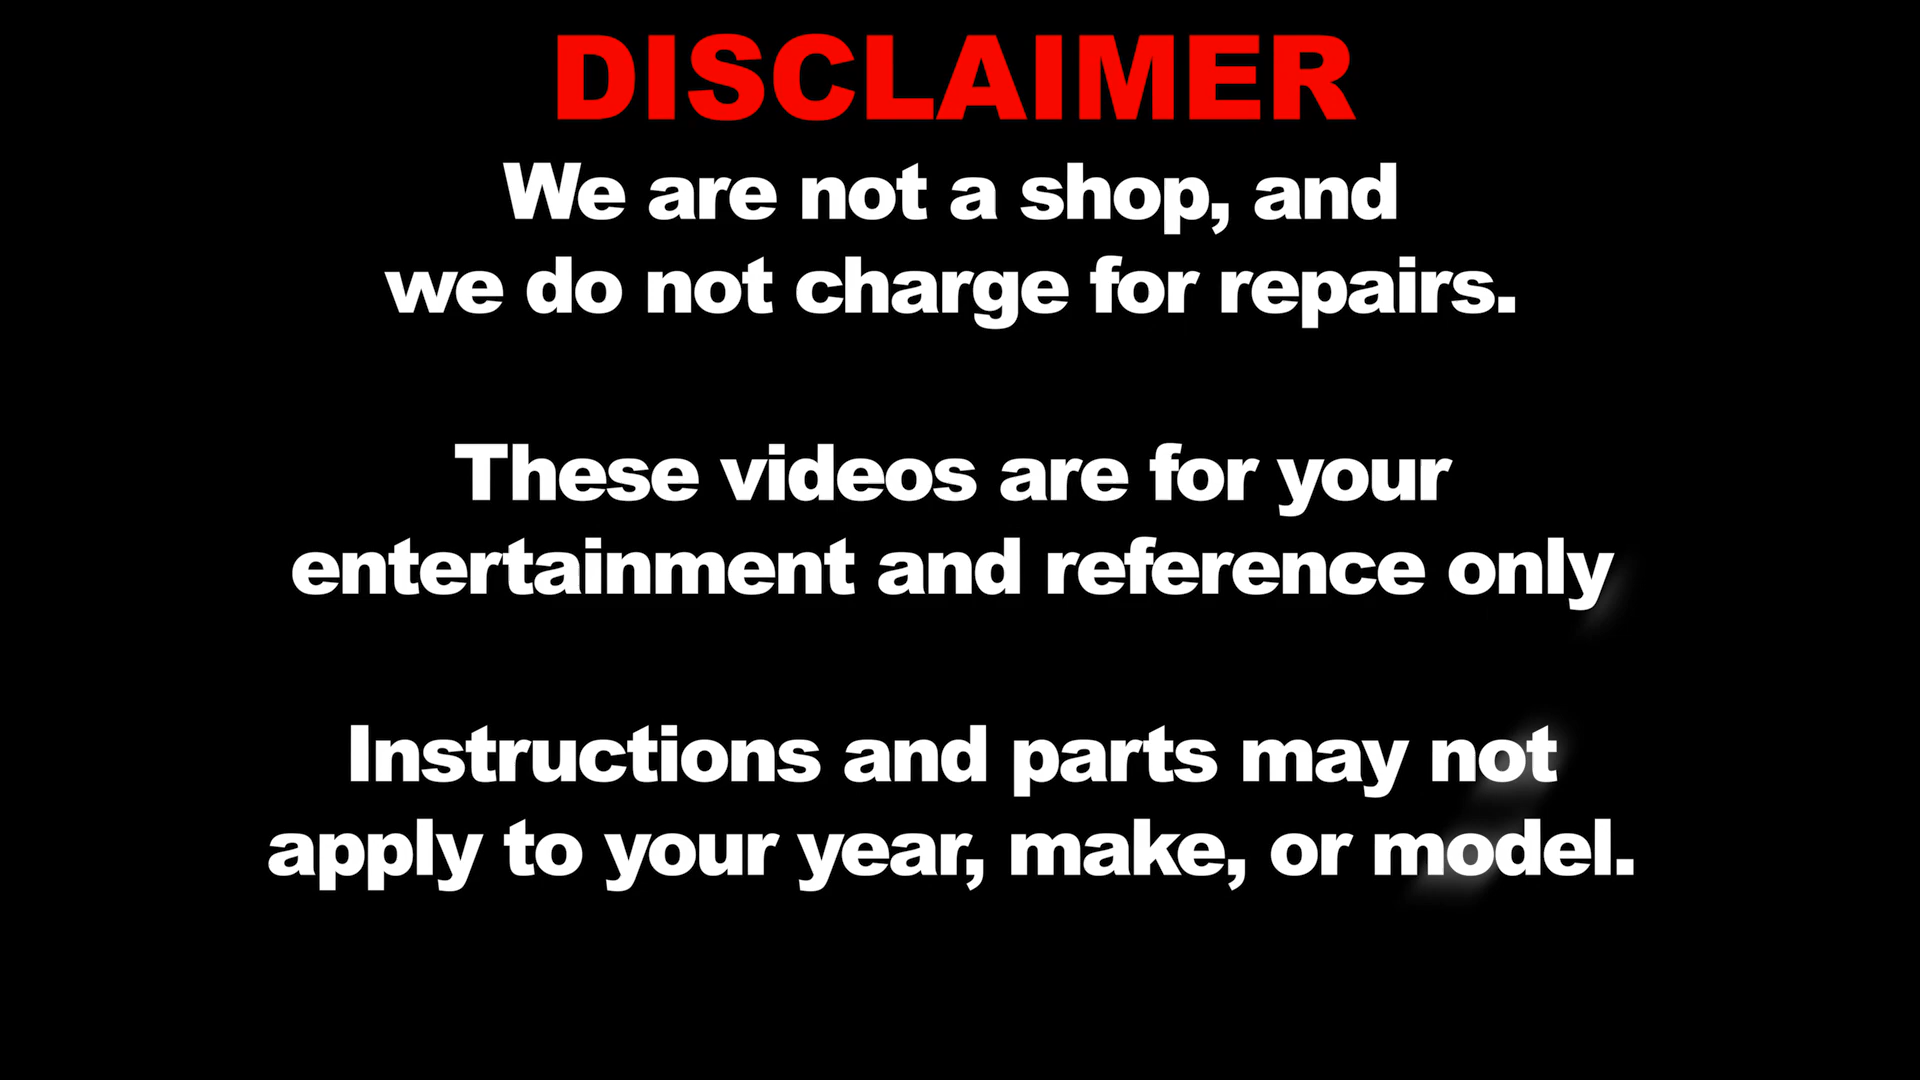 DISCLAIMER
We are not a shop, and
we do not charge for repairs.
These videos are for your
entertainment and reference only
Instructions and parts may not
apply to your year, make, or model.